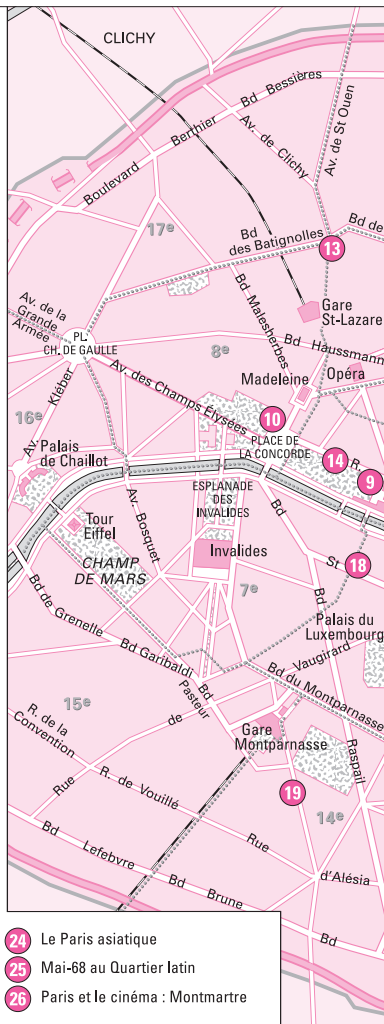 CLICHY
Bd Bessières
Berthier
Boulevard
Av. de Clichy
Av. de St Ouen
17e
Bd
des Batignolles
Bd de
13
Bd Malesherbes
Gare
St-Lazare
Av. de la
Grande
Armée
PL.
CH. DE GAULLE
8e
Bd Haussmann
Madeleine
Opéra
Av. des Champs Élysées
Av. Kléber
16e
10
PLACE DE
LA CONCORDE
14
R.
9
Palais
de Chaillot
Av. Bosquet
ESPLANADE
DES
INVALIDES
Tour
Eiffel
Invalides
Bd
St
18
CHAMP
DE MARS
7e
Bd
Raspail
Palais du
Luxembourg
Bd de Grenelle
Bd Garibaldi
Vaugirard
de
Rue
Bd du Montparnasse
Bd
Pasteur
15e
R. de la
Convention
Gare
Montparnasse
R. de Vouillé
Rue
d'Alésia
19
14e
Bd
Lefebvre
Bd
Brune
Bd
24 Le Paris asiatique
25 Mai-68 au Quartier latin
26 Paris et le cinéma : Montmartre